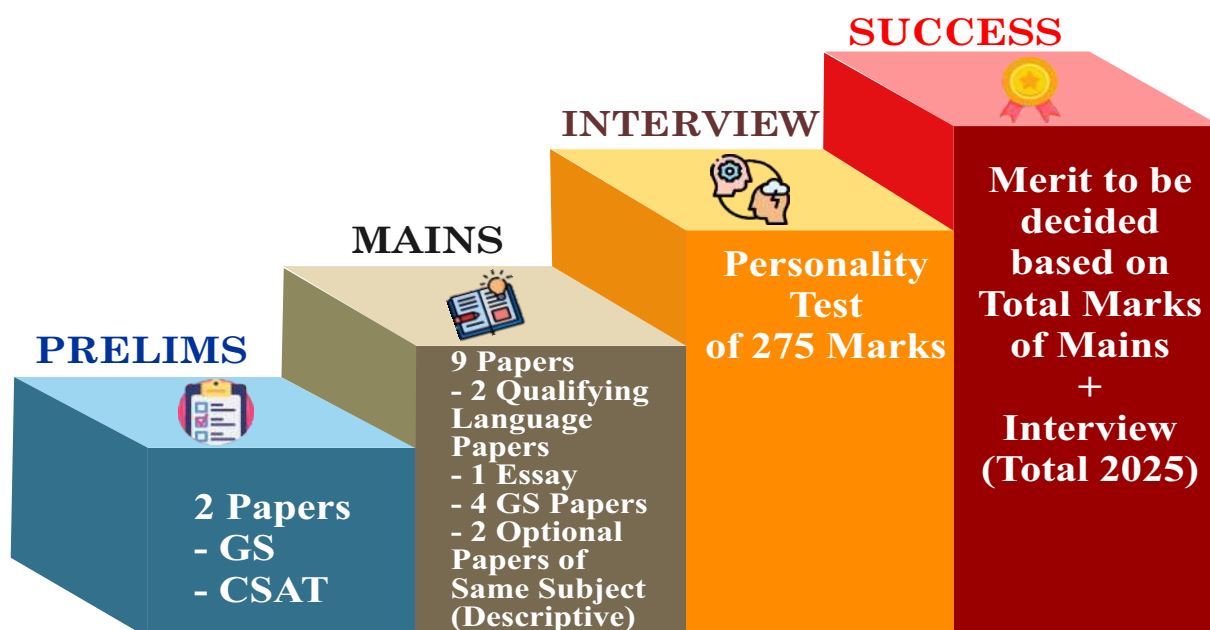 PRELIMS
2 Papers
- GS
- CSAT
MAINS
9 Papers
- 2 Qualifying
Language
Papers
- 1 Essay
- 4 GS Papers
- 2 Optional
Papers of
Same Subject
(Descriptive)
INTERVIEW
Personality
Test
of 275 Marks
SUCCESS
Merit to be
decided
based on
Total Marks
of Mains
+
Interview
(Total 2025)